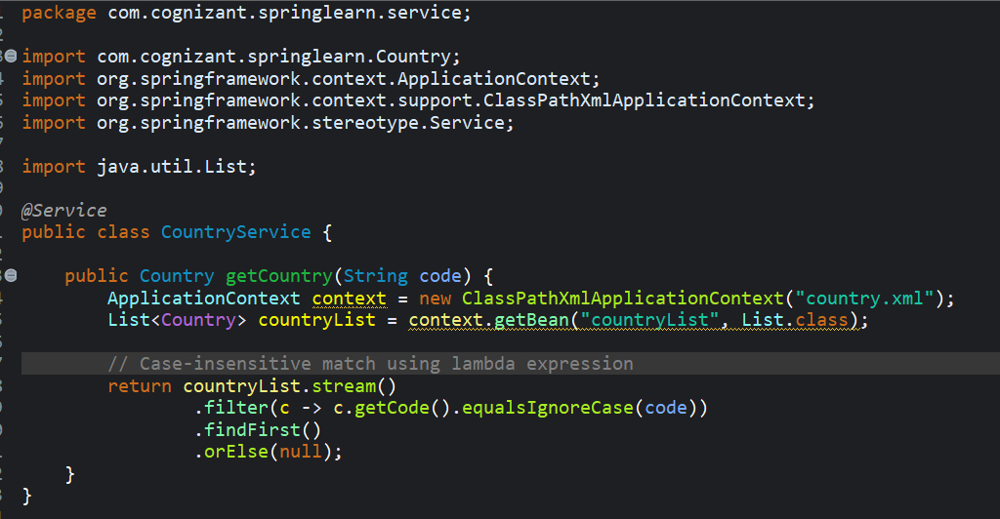 package com.cognizant.springlearn.service;
import com.cognizant.springlearn.Country;
import org.springframework.context.ApplicationContext;
import org.springframework.context.support.ClassPathXmlApplicationContext;
import org.springframework.stereotype.Service;
import java.util.List;
@Service
public class CountryService {
    public Country getCountry(String code) {
        ApplicationContext context = new ClassPathXmlApplicationContext("country.xml");
        List<Country> countryList = context.getBean("countryList", List.class);
        // Case-insensitive match using lambda expression
        return countryList.stream()
                .filter(c -> c.getCode().equalsIgnoreCase(code))
                .findFirst()
                .orElse(null);
    }
}